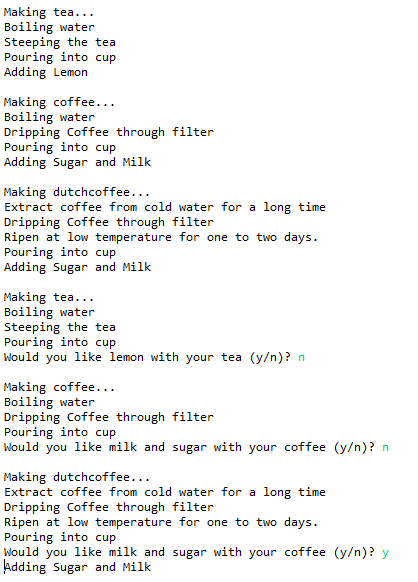 Making tea...
Boiling water
Steeping the tea
Pouring into cup
Adding Lemon

Making coffee...
Boiling water
Dripping Coffee through filter
Pouring into cup
Adding Sugar and Milk

Making dutchcoffee...
Extract coffee from cold water for a long time
Dripping Coffee through filter
Ripen at low temperature for one to two days.
Pouring into cup
Adding Sugar and Milk

Making tea...
Boiling water
Steeping the tea
Pouring into cup
Would you like lemon with your tea (y/n)? n

Making coffee...
Boiling water
Dripping Coffee through filter
Pouring into cup
Would you like milk and sugar with your coffee (y/n)? n

Making dutchcoffee...
Extract coffee from cold water for a long time
Dripping Coffee through filter
Ripen at low temperature for one to two days.
Pouring into cup
Would you like milk and sugar with your coffee (y/n)? y
Adding Sugar and Milk